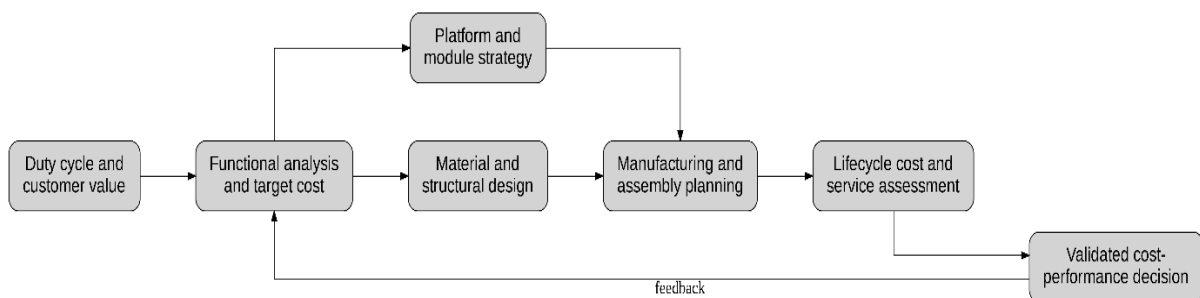 Platform and
module strategy
Duty cycle and
customer value
Functional analysis
and target cost
Material and
structural design
Manufacturing and
assembly planning
Lifecycle cost and
service assessment
Validated cost-
performance decision
feedback